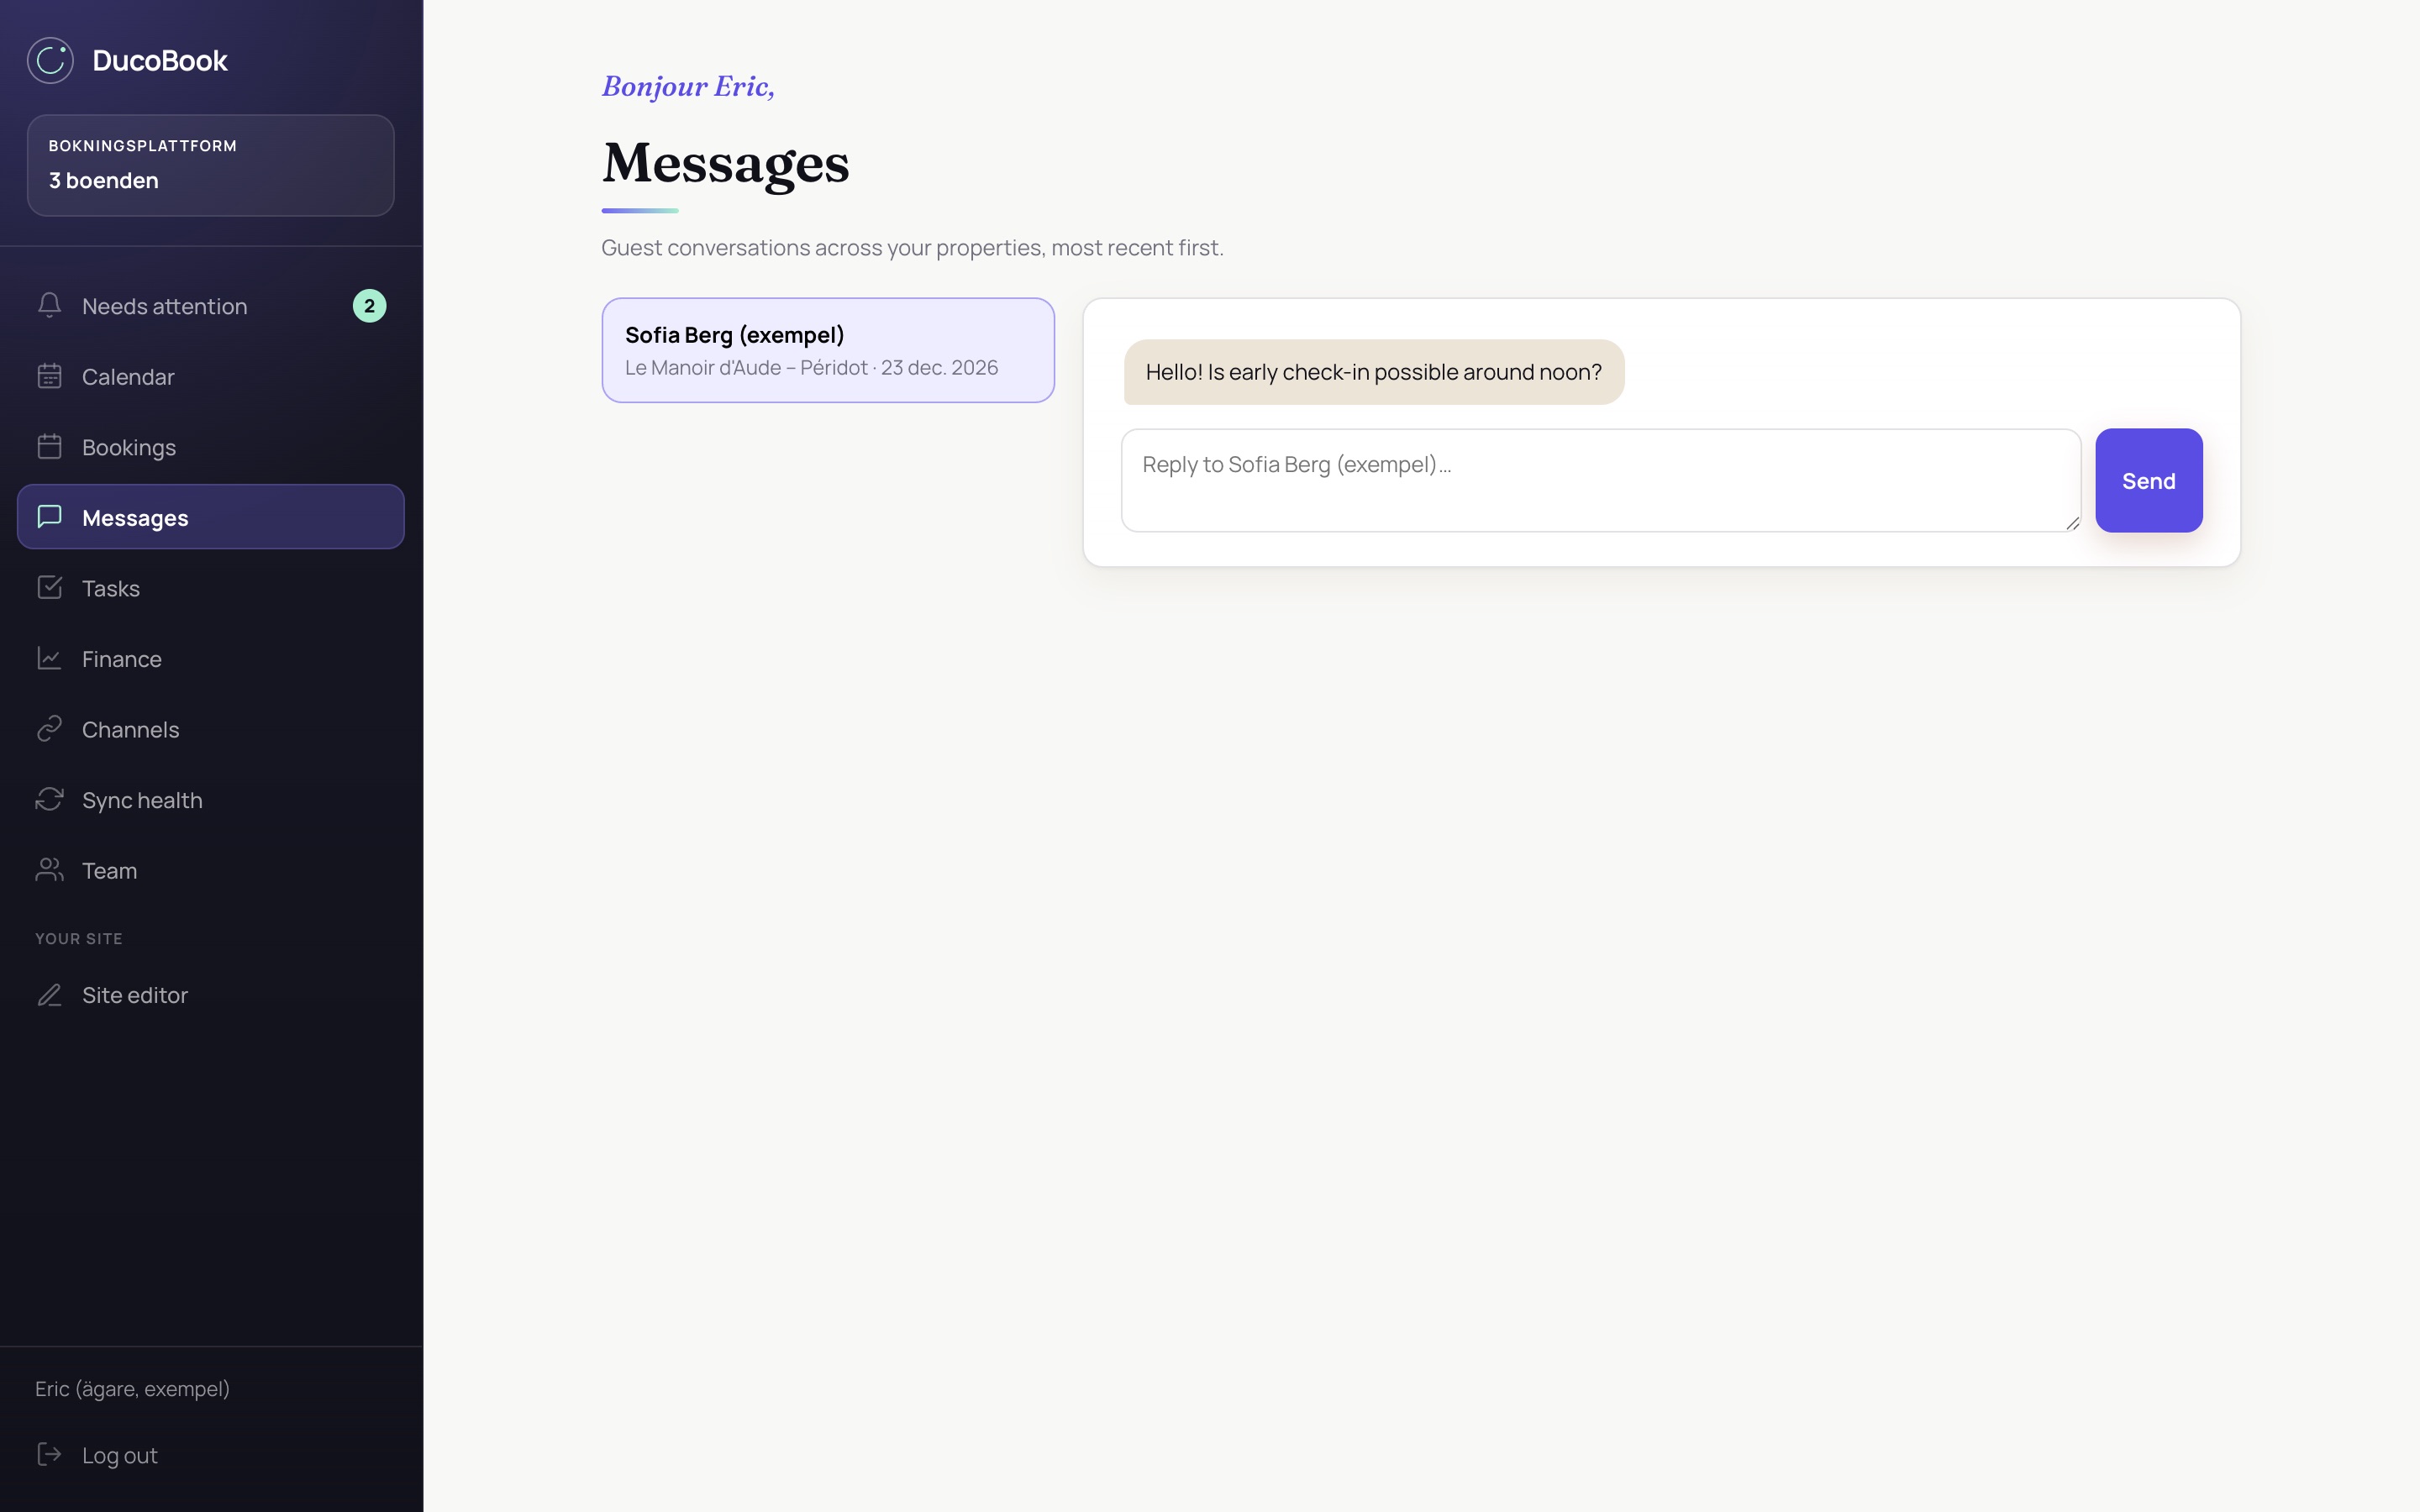 DucoBook
BOKNINGSPLATTFORM
3 boenden
Needs attention 2
Calendar
Bookings
Messages
Tasks
Finance
Channels
Sync health
Team
YOUR SITE
Site editor
Eric (ägare, exempel)
Log out
Bonjour Eric,
Messages
Guest conversations across your properties, most recent first.
Sofia Berg (exempel)
Le Manoir d'Aude – Péridot · 23 dec. 2026
Hello! Is early check-in possible around noon?
Reply to Sofia Berg (exempel)…
Send